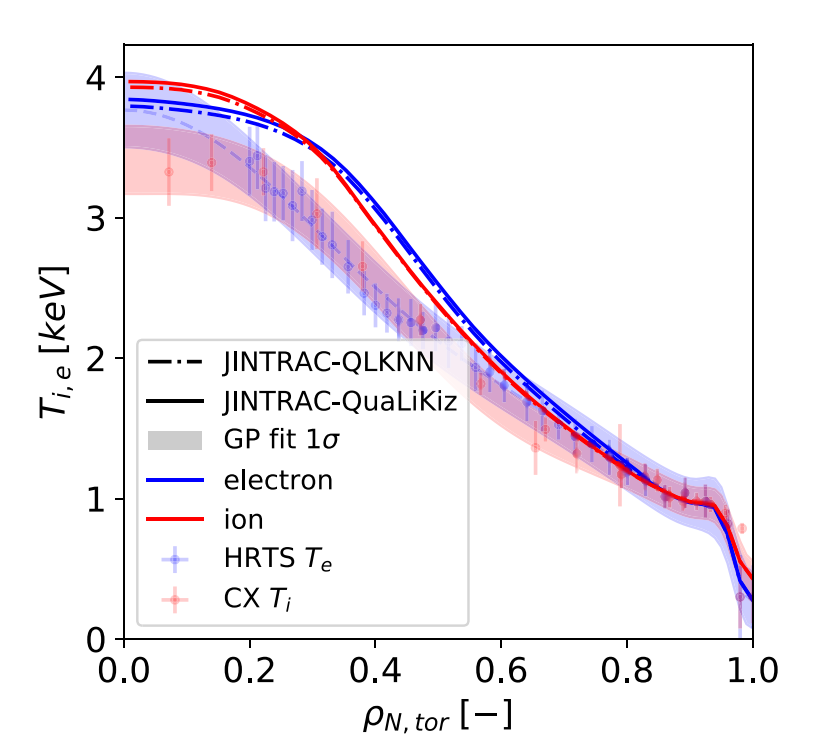 4
3
2
1
0
T_{i,e} [keV]
JINTRAC-QLKNN
JINTRAC-QuaLiKiz
GP fit 1σ
electron
ion
HRTS T_e
CX T_i
0.0 0.2 0.4 0.6 0.8 1.0
ρ_{N,tor} [−]